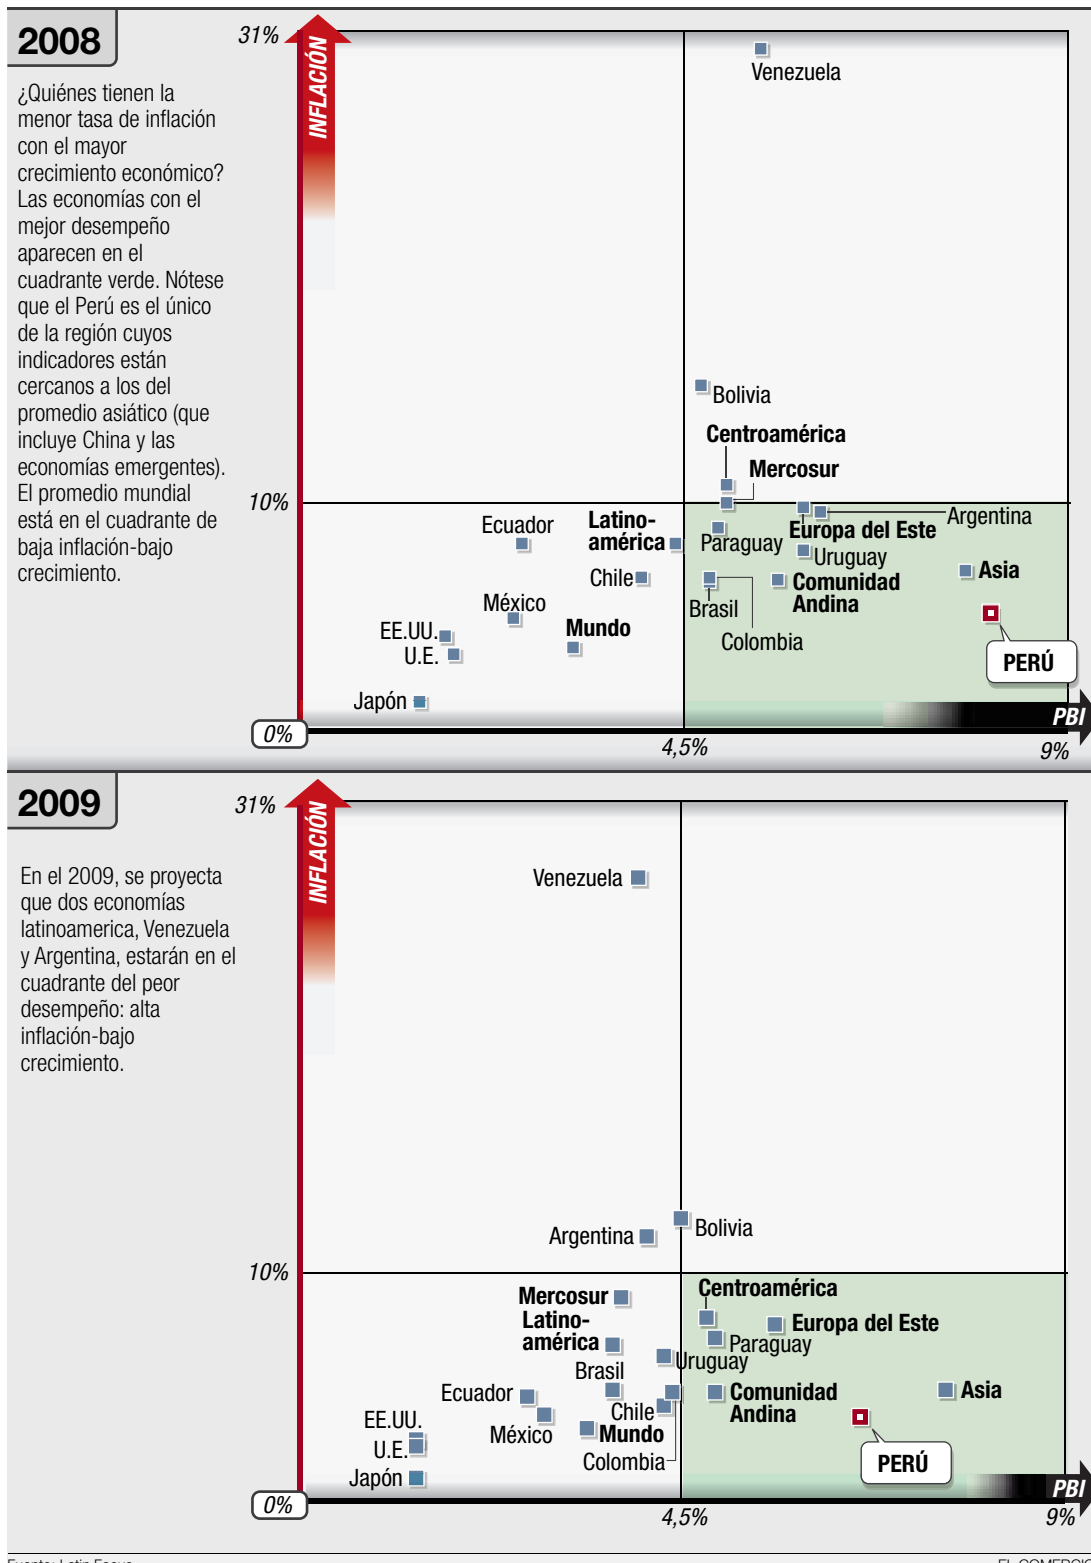 2008
¿Quiénes tienen la
menor tasa de inflación
con el mayor
crecimiento económico?
Las economías con el
mejor desempeño
aparecen en el
cuadrante verde. Nótese
que el Perú es el único
de la región cuyos
indicadores están
cercanos a los del
promedio asiático (que
incluye China y las
economías emergentes).
El promedio mundial
está en el cuadrante de
baja inflación-bajo
crecimiento.
31%
INFLACIÓN
Venezuela
Bolivia
Centroamérica
Mercosur
10%
Ecuador
Latino-
américa
Paraguay
Europa del Este
Argentina
Uruguay
Chile
Asia
Comunidad
Andina
México
Brasil
EE.UU.
Mundo
Colombia
U.E.
PERÚ
Japón
PBI
0%
4,5%
9%
2009
En el 2009, se proyecta
que dos economías
latinoamerica, Venezuela
y Argentina, estarán en el
cuadrante del peor
desempeño: alta
inflación-bajo
crecimiento.
31%
INFLACIÓN
Venezuela
Argentina
Bolivia
10%
Mercosur
Centroamérica
Latino-
américa
Europa del Este
Paraguay
Uruguay
Brasil
Ecuador
Comunidad
Andina
Asia
Chile
EE.UU.
México
Mundo
U.E.
Colombia
PERÚ
Japón
PBI
0%
4,5%
9%